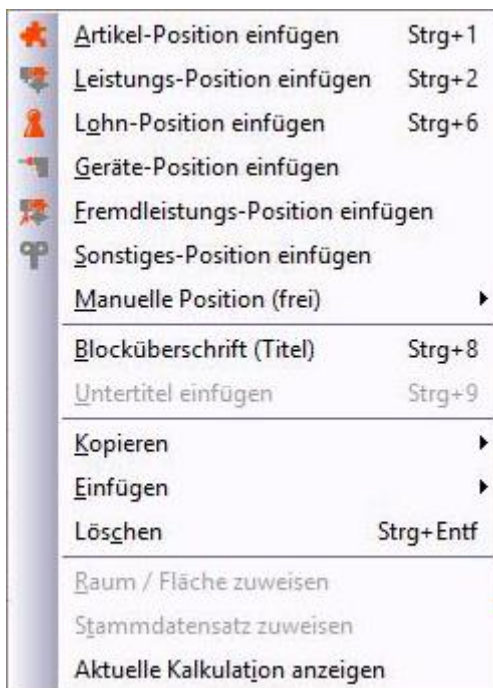 Artikel-Position einfügen Strg+1
Leistungs-Position einfügen Strg+2
Lohn-Position einfügen Strg+6
Geräte-Position einfügen
Fremdleistungs-Position einfügen
Sonstiges-Position einfügen
Manuelle Position (frei)
Blocküberschrift (Titel) Strg+8
Untertitel einfügen Strg+9
Kopieren
Einfügen
Löschen Strg+Entf
Raum / Fläche zuweisen
Stammdatensatz zuweisen
Aktuelle Kalkulation anzeigen